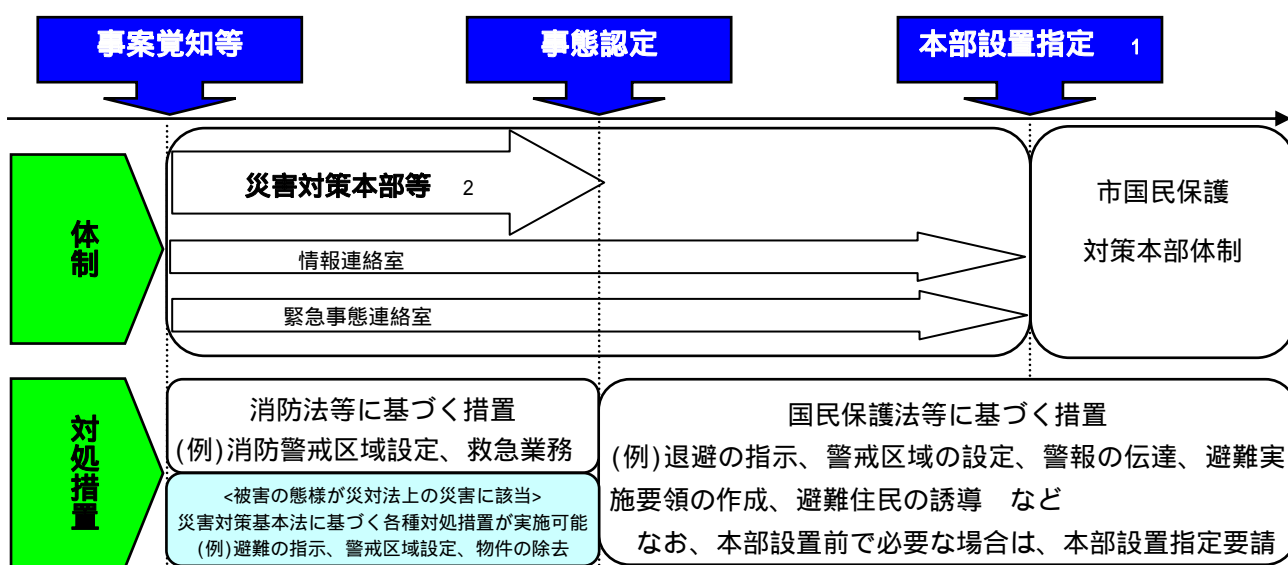 事案覚知等
事態認定
本部設置指定 1
体制
災害対策本部等 2
情報連絡室
緊急事態連絡室
市国民保護
対策本部体制
対処措置
消防法等に基づく措置
(例)消防警戒区域設定、救急業務
<被害の態様が災対法上の災害に該当>
災害対策基本法に基づく各種対処措置が実施可能
(例)避難の指示、警戒区域設定、物件の除去
国民保護法等に基づく措置
(例)退避の指示、警戒区域の設定、警報の伝達、避難実
施要領の作成、避難住民の誘導 など
なお、本部設置前で必要な場合は、本部設置指定要請